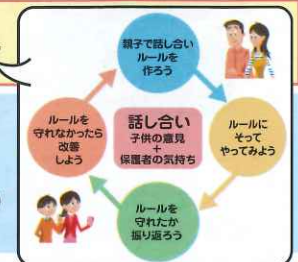 親子で話し合い
ルールを
作ろう
ルールに
そって
やってみよう
ルールを
守れたか
振り返ろう
ルールを
守れなかったら
改善
しよう
話し合い
子供の意見
+
保護者の気持ち